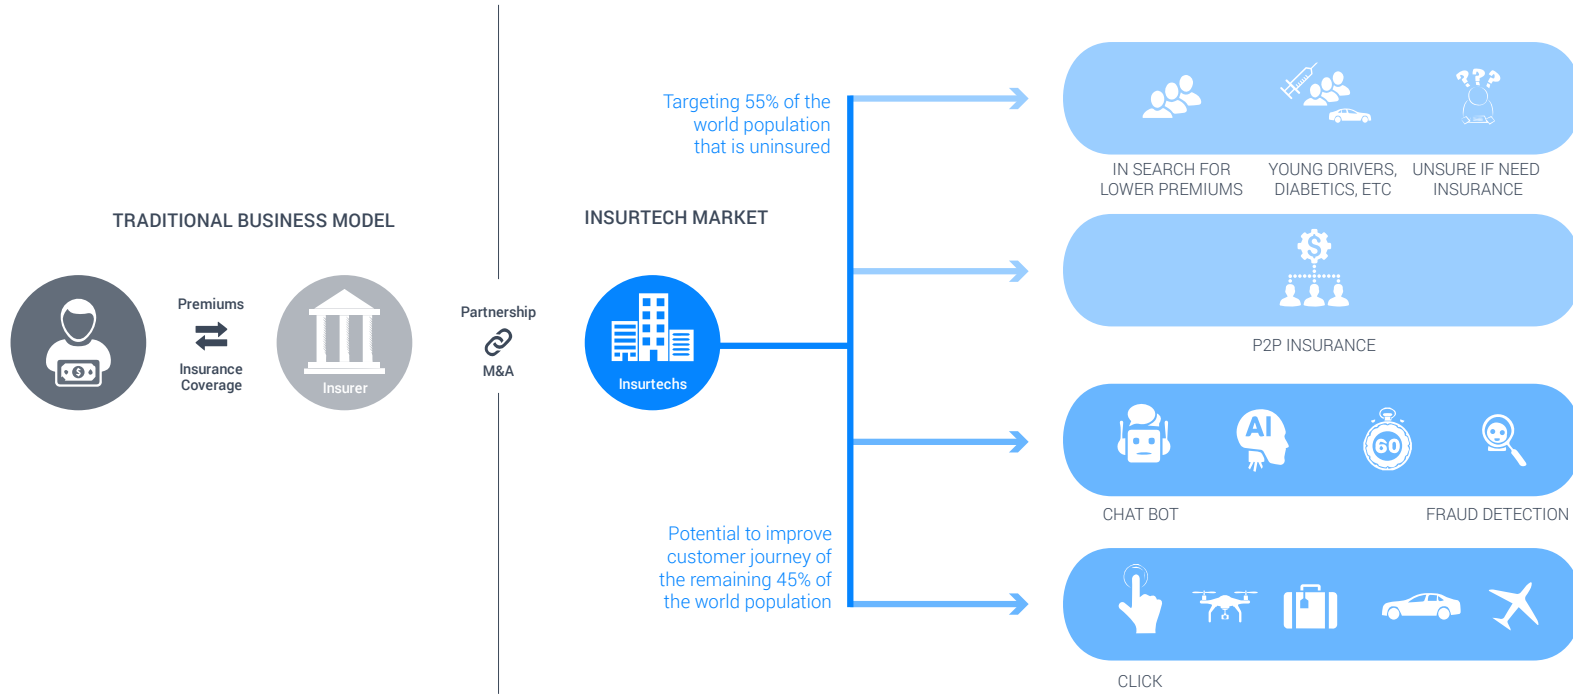 TRADITIONAL BUSINESS MODEL
Premiums
Insurance
Coverage
Insurer
Partnership
M&A
INSURTECH MARKET
Insurtechs
Targeting 55% of the
world population
that is uninsured
Potential to improve
customer journey of
the remaining 45% of
the world population
$
???
IN SEARCH FOR
LOWER PREMIUMS
YOUNG DRIVERS,
DIABETICS, ETC
UNSURE IF NEED
INSURANCE
$
P2P INSURANCE
AI
60
CHAT BOT
FRAUD DETECTION
CLICK